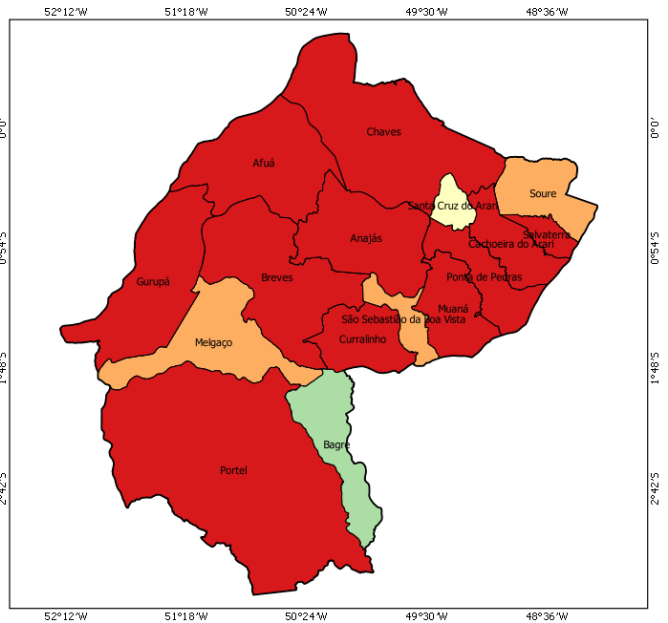 52°12'W 51°18'W 50°24'W 49°30'W 48°36'W
0°0' 0°0'
Chaves
Afuá
Soure
Santa Cruz do Arari
Salvaterra
Anajás
Cachoeira do Arari
0°54'S 0°54'S
Breves
Ponta de Pedras
Gurupá
Muaná
São Sebastião da Boa Vista
Curralinho
Melgaço
1°48'S 1°48'S
Bagre
Portel
2°42'S 2°42'S
52°12'W 51°18'W 50°24'W 49°30'W 48°36'W